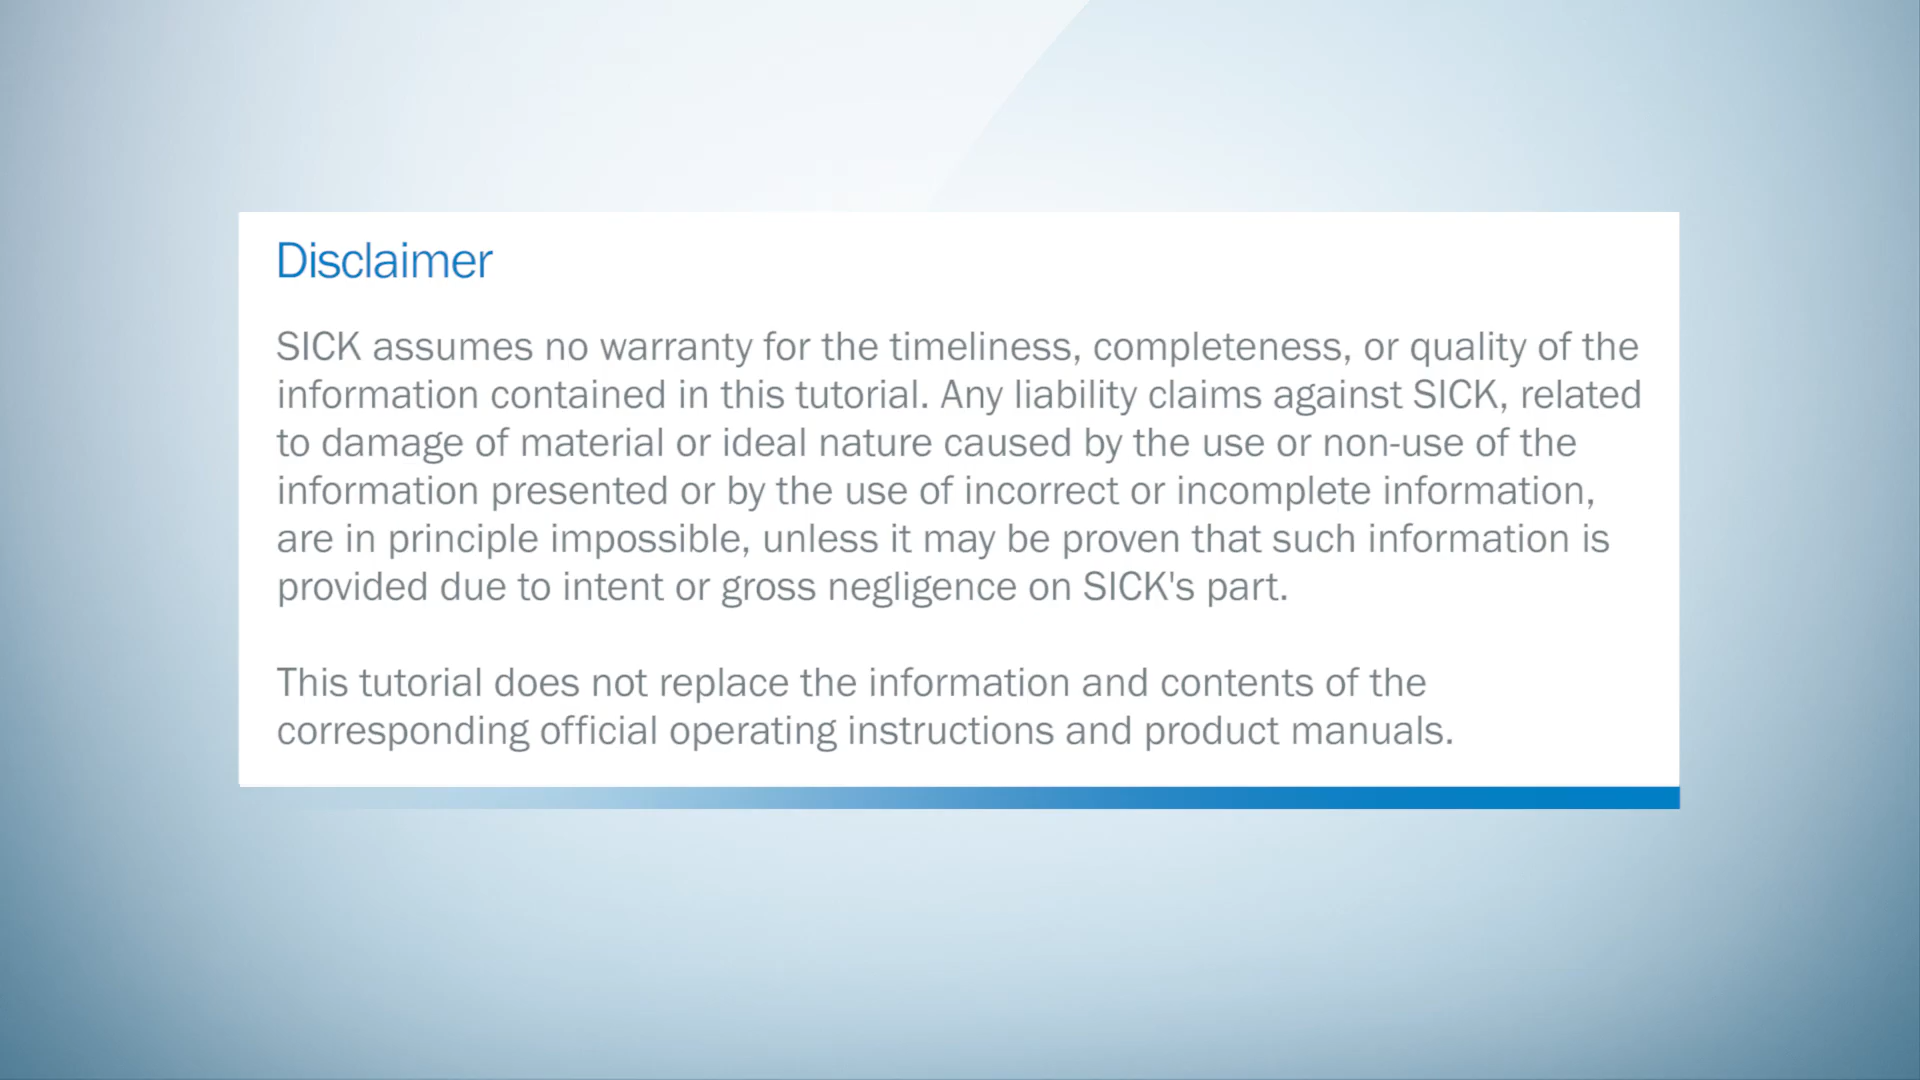 Disclaimer
SICK assumes no warranty for the timeliness, completeness, or quality of the
information contained in this tutorial. Any liability claims against SICK, related
to damage of material or ideal nature caused by the use or non-use of the
information presented or by the use of incorrect or incomplete information,
are in principle impossible, unless it may be proven that such information is
provided due to intent or gross negligence on SICK's part.
This tutorial does not replace the information and contents of the
corresponding official operating instructions and product manuals.